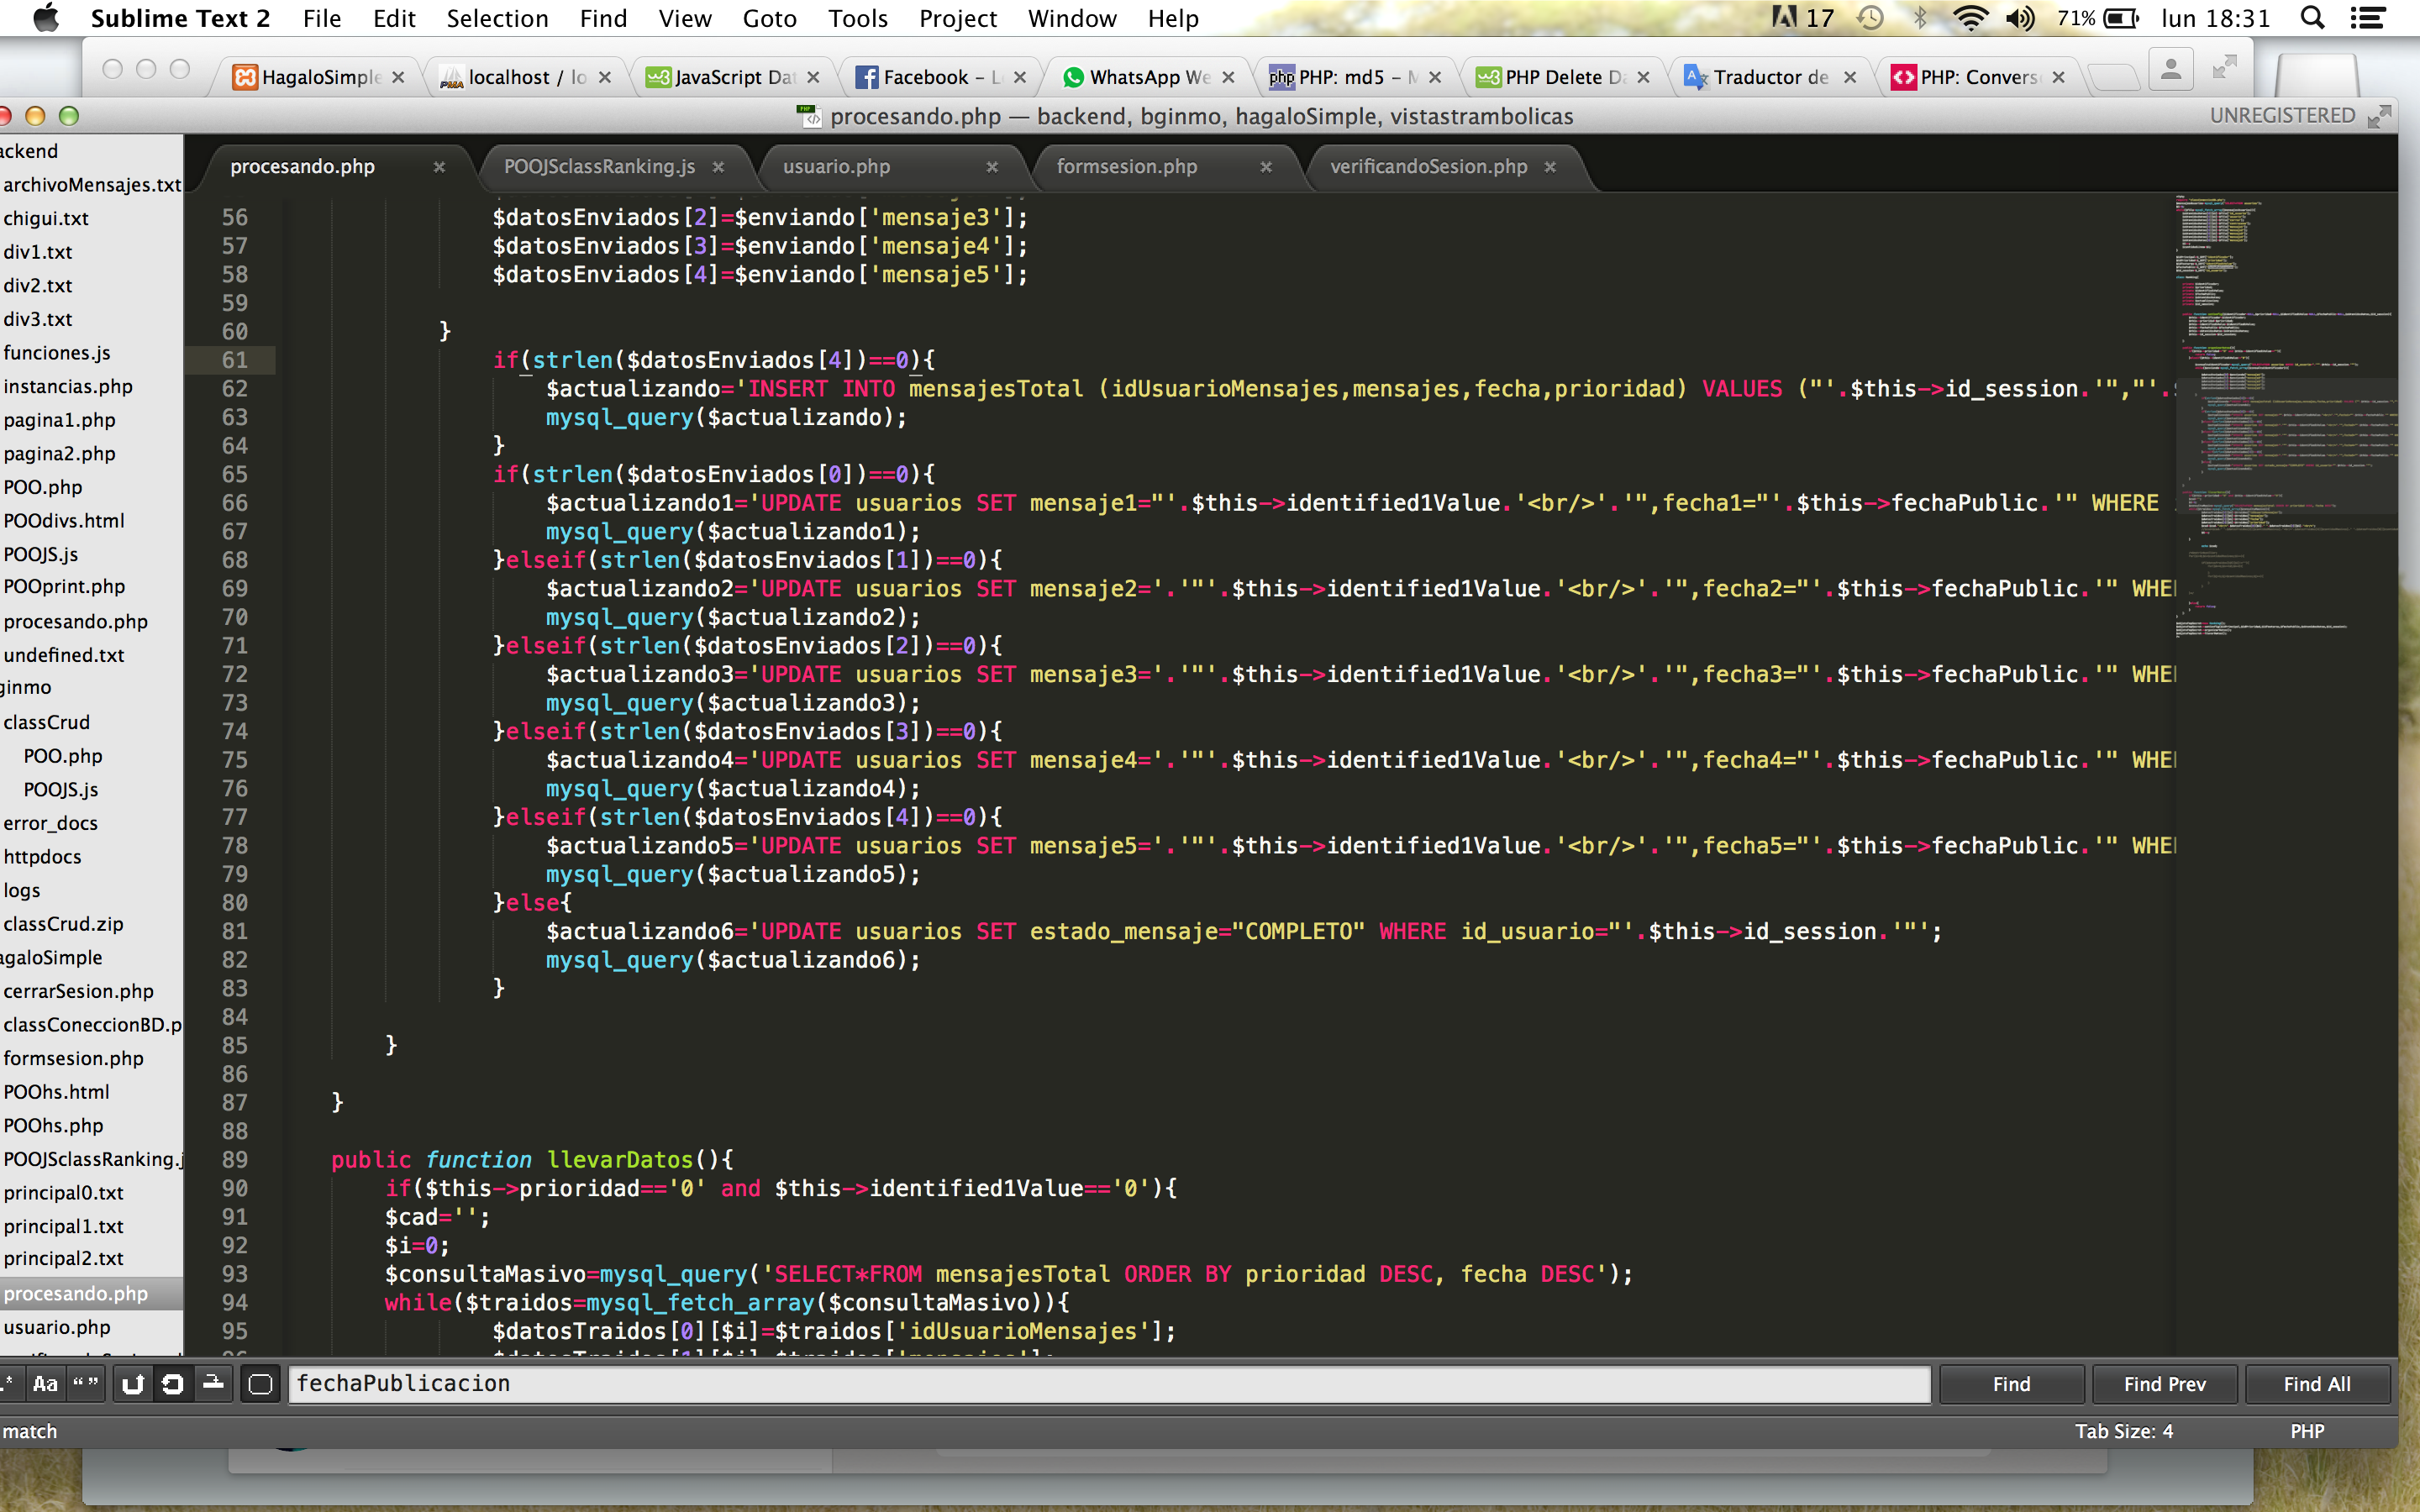 Sublime Text 2 File Edit Selection Find View Goto Tools Project Window Help 17 71% lun 18:31
HagaloSimple localhost / lo JavaScript Dat Facebook – L WhatsApp We PHP: md5 – M PHP Delete Da Traductor de PHP: Convers
procesando.php — backend, bginmo, hagaloSimple, vistastrambolicas UNREGISTERED
procesando.php POOJSclassRanking.js usuario.php formsesion.php verificandoSesion.php
ackend
archivoMensajes.txt
chigui.txt
div1.txt
div2.txt
div3.txt
funciones.js
instancias.php
pagina1.php
pagina2.php
POO.php
POOdivs.html
POOJS.js
POOprint.php
procesando.php
undefined.txt
ginmo
classCrud
POO.php
POOJS.js
error_docs
httpdocs
logs
classCrud.zip
agaloSimple
cerrarSesion.php
classConeccionBD.p
formsesion.php
POOhs.html
POOhs.php
POOJSclassRanking.j
principal0.txt
principal1.txt
principal2.txt
procesando.php
usuario.php
56 $datosEnviados[2]=$enviando['mensaje3'];
57 $datosEnviados[3]=$enviando['mensaje4'];
58 $datosEnviados[4]=$enviando['mensaje5'];
59
60 }
61 if(strlen($datosEnviados[4])==0){
62 $actualizando='INSERT INTO mensajesTotal (idUsuarioMensajes,mensajes,fecha,prioridad) VALUES ("'.$this->id_session.'","'.
63 mysql_query($actualizando);
64 }
65 if(strlen($datosEnviados[0])==0){
66 $actualizando1='UPDATE usuarios SET mensaje1="'.$this->identified1Value.'<br/>'.'",fecha1="'.$this->fechaPublic.'" WHERE
67 mysql_query($actualizando1);
68 }elseif(strlen($datosEnviados[1])==0){
69 $actualizando2='UPDATE usuarios SET mensaje2='.'"'.$this->identified1Value.'<br/>'.'",fecha2="'.$this->fechaPublic.'" WHE
70 mysql_query($actualizando2);
71 }elseif(strlen($datosEnviados[2])==0){
72 $actualizando3='UPDATE usuarios SET mensaje3='.'"'.$this->identified1Value.'<br/>'.'",fecha3="'.$this->fechaPublic.'" WHE
73 mysql_query($actualizando3);
74 }elseif(strlen($datosEnviados[3])==0){
75 $actualizando4='UPDATE usuarios SET mensaje4='.'"'.$this->identified1Value.'<br/>'.'",fecha4="'.$this->fechaPublic.'" WHE
76 mysql_query($actualizando4);
77 }elseif(strlen($datosEnviados[4])==0){
78 $actualizando5='UPDATE usuarios SET mensaje5='.'"'.$this->identified1Value.'<br/>'.'",fecha5="'.$this->fechaPublic.'" WHE
79 mysql_query($actualizando5);
80 }else{
81 $actualizando6='UPDATE usuarios SET estado_mensaje="COMPLETO" WHERE id_usuario="'.$this->id_session.'"';
82 mysql_query($actualizando6);
83 }
84
85 }
86
87 }
88
89 public function llevarDatos(){
90 if($this->prioridad=='0' and $this->identified1Value=='0'){
91 $cad='';
92 $i=0;
93 $consultaMasivo=mysql_query('SELECT*FROM mensajesTotal ORDER BY prioridad DESC, fecha DESC');
94 while($traidos=mysql_fetch_array($consultaMasivo)){
95 $datosTraidos[0][$i]=$traidos['idUsuarioMensajes'];
.* Aa “ ” fechaPublicacion Find Find Prev Find All
match Tab Size: 4 PHP